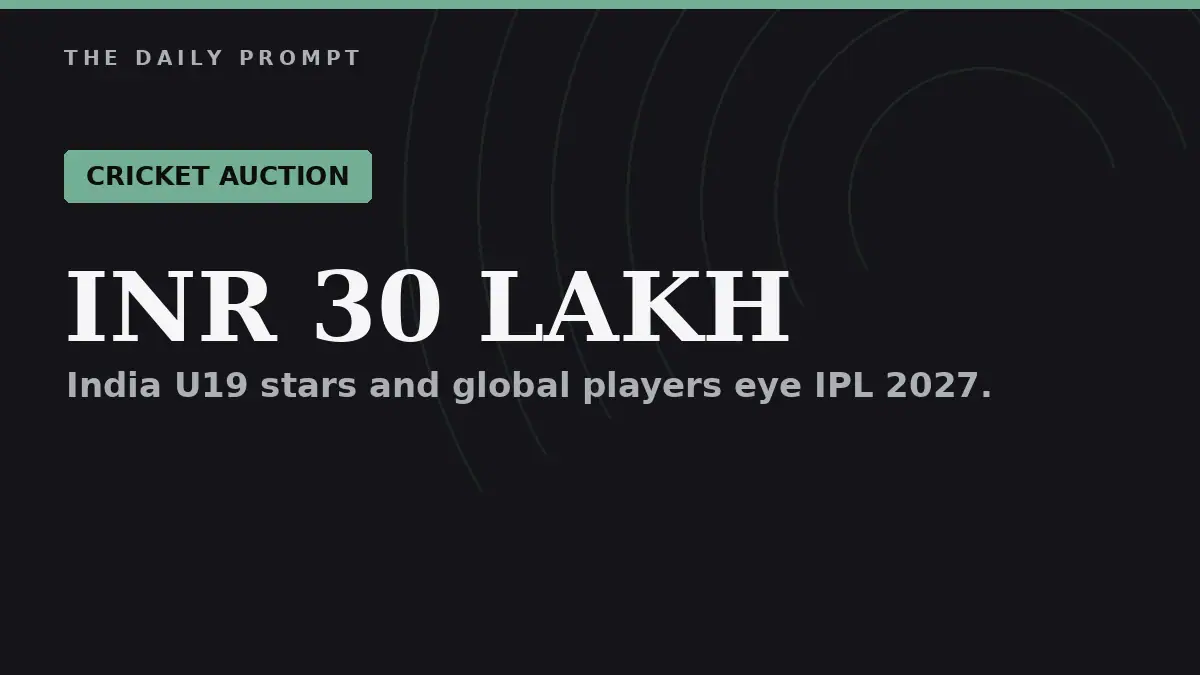 THE DAILY PROMPT
CRICKET AUCTION
INR 30 LAKH
India U19 stars and global players eye IPL 2027.